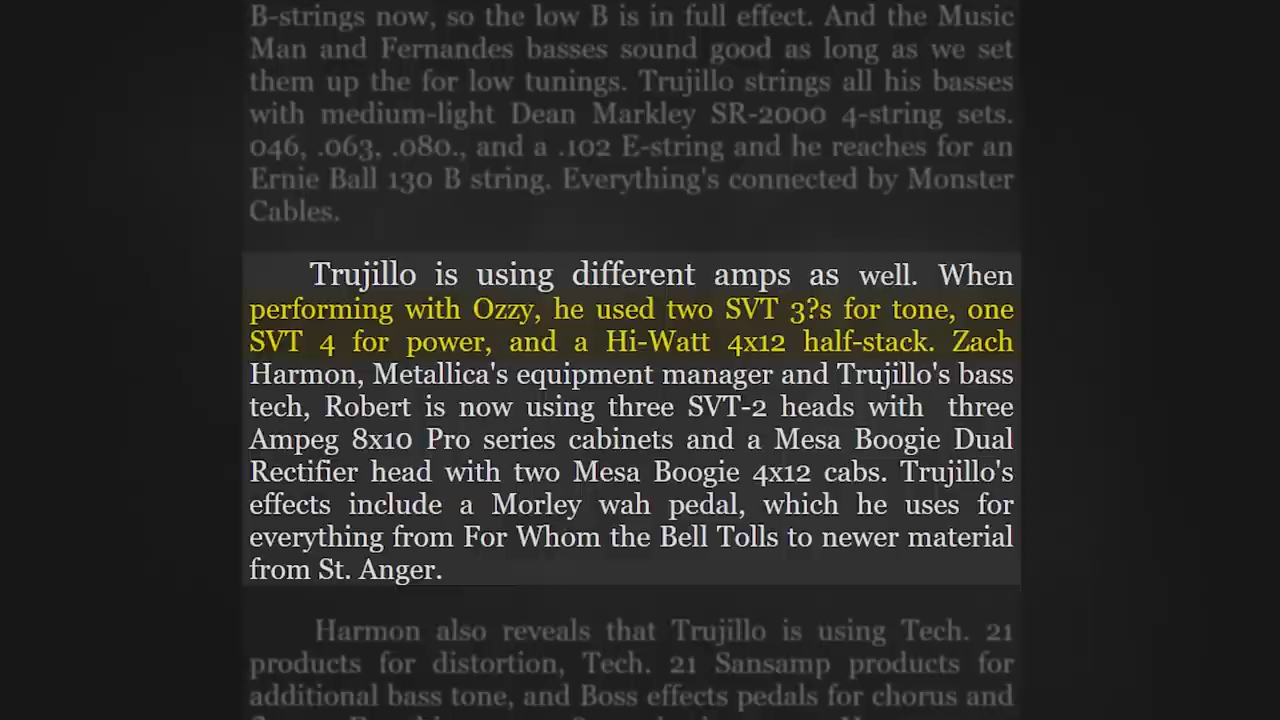 B-strings now, so the low B is in full effect. And the Music
Man and Fernandes basses sound good as long as we set
them up the for low tunings. Trujillo strings all his basses
with medium-light Dean Markley SR-2000 4-string sets.
046, .063, .080., and a .102 E-string and he reaches for an
Ernie Ball 130 B string. Everything's connected by Monster
Cables.
Trujillo is using different amps as well. When
performing with Ozzy, he used two SVT 3?s for tone, one
SVT 4 for power, and a Hi-Watt 4x12 half-stack. Zach
Harmon, Metallica's equipment manager and Trujillo's bass
tech, Robert is now using three SVT-2 heads with three
Ampeg 8x10 Pro series cabinets and a Mesa Boogie Dual
Rectifier head with two Mesa Boogie 4x12 cabs. Trujillo's
effects include a Morley wah pedal, which he uses for
everything from For Whom the Bell Tolls to newer material
from St. Anger.
Harmon also reveals that Trujillo is using Tech. 21
products for distortion, Tech. 21 Sansamp products for
additional bass tone, and Boss effects pedals for chorus and